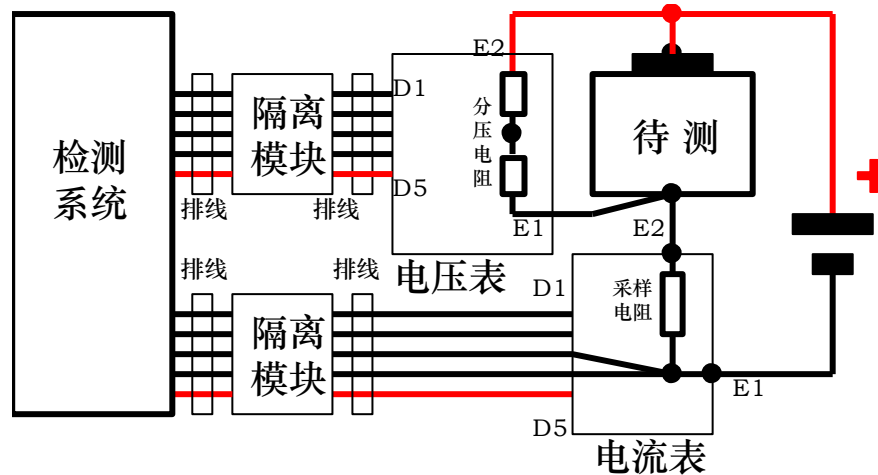 E2
D1
隔离
模块
分
压
电
阻
待 测
检测
系统
D5
排线
排线
E1
E2
电压表
排线
排线
D1
采样
电阻
隔离
模块
E1
D5
电流表